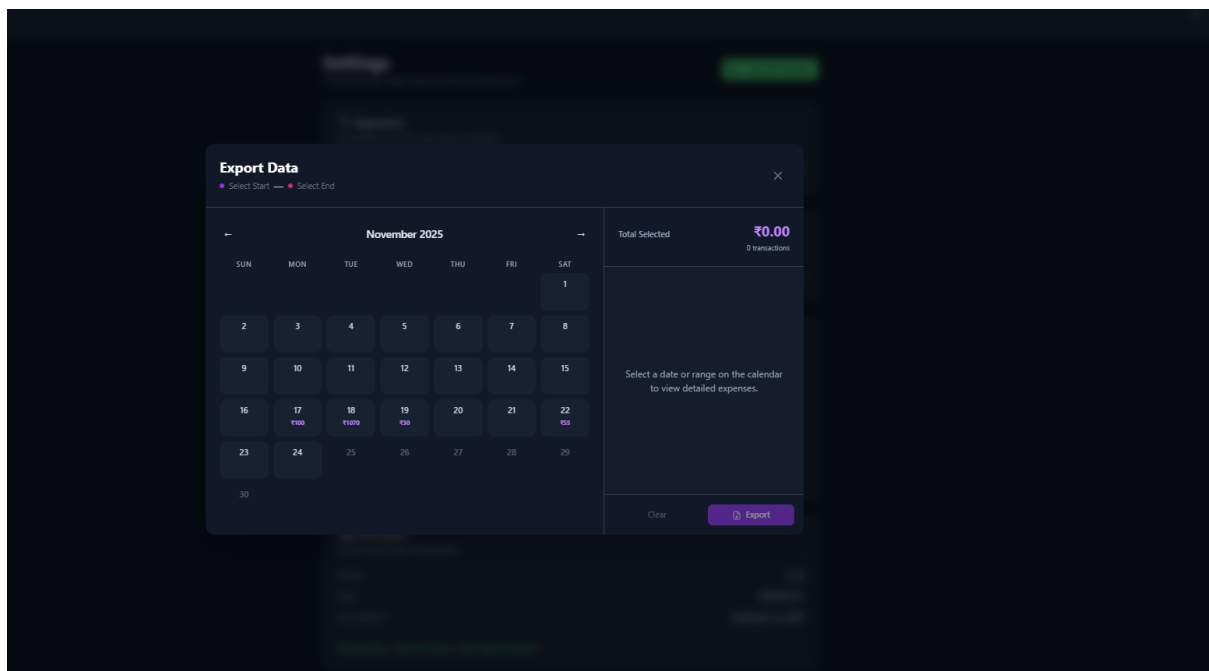 Export Data
Select Start — Select End
← November 2025 →
SUN MON TUE WED THU FRI SAT
1
2 3 4 5 6 7 8
9 10 11 12 13 14 15
16 17 18 19 20 21 22
₹100 ₹1070 ₹30 ₹55
23 24 25 26 27 28 29
30
Total Selected ₹0.00
0 transactions
Select a date or range on the calendar
to view detailed expenses.
Clear Export